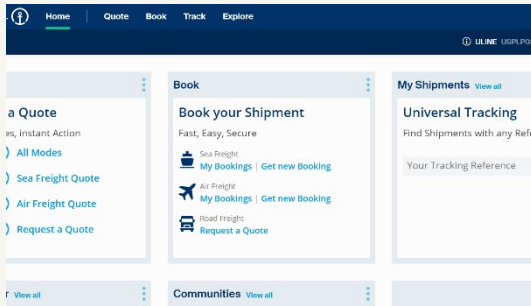 Home Quote Book Track Explore
ULINE
Book
My Shipments View all
a Quote
instant Action
All Modes
Sea Freight Quote
Air Freight Quote
Request a Quote
Book your Shipment
Fast, Easy, Secure
Sea Freight
My Bookings | Get new Booking
Air Freight
My Bookings | Get new Booking
Road Freight
Request a Quote
Universal Tracking
Find Shipments with any
Your Tracking Reference
View all
Communities View all